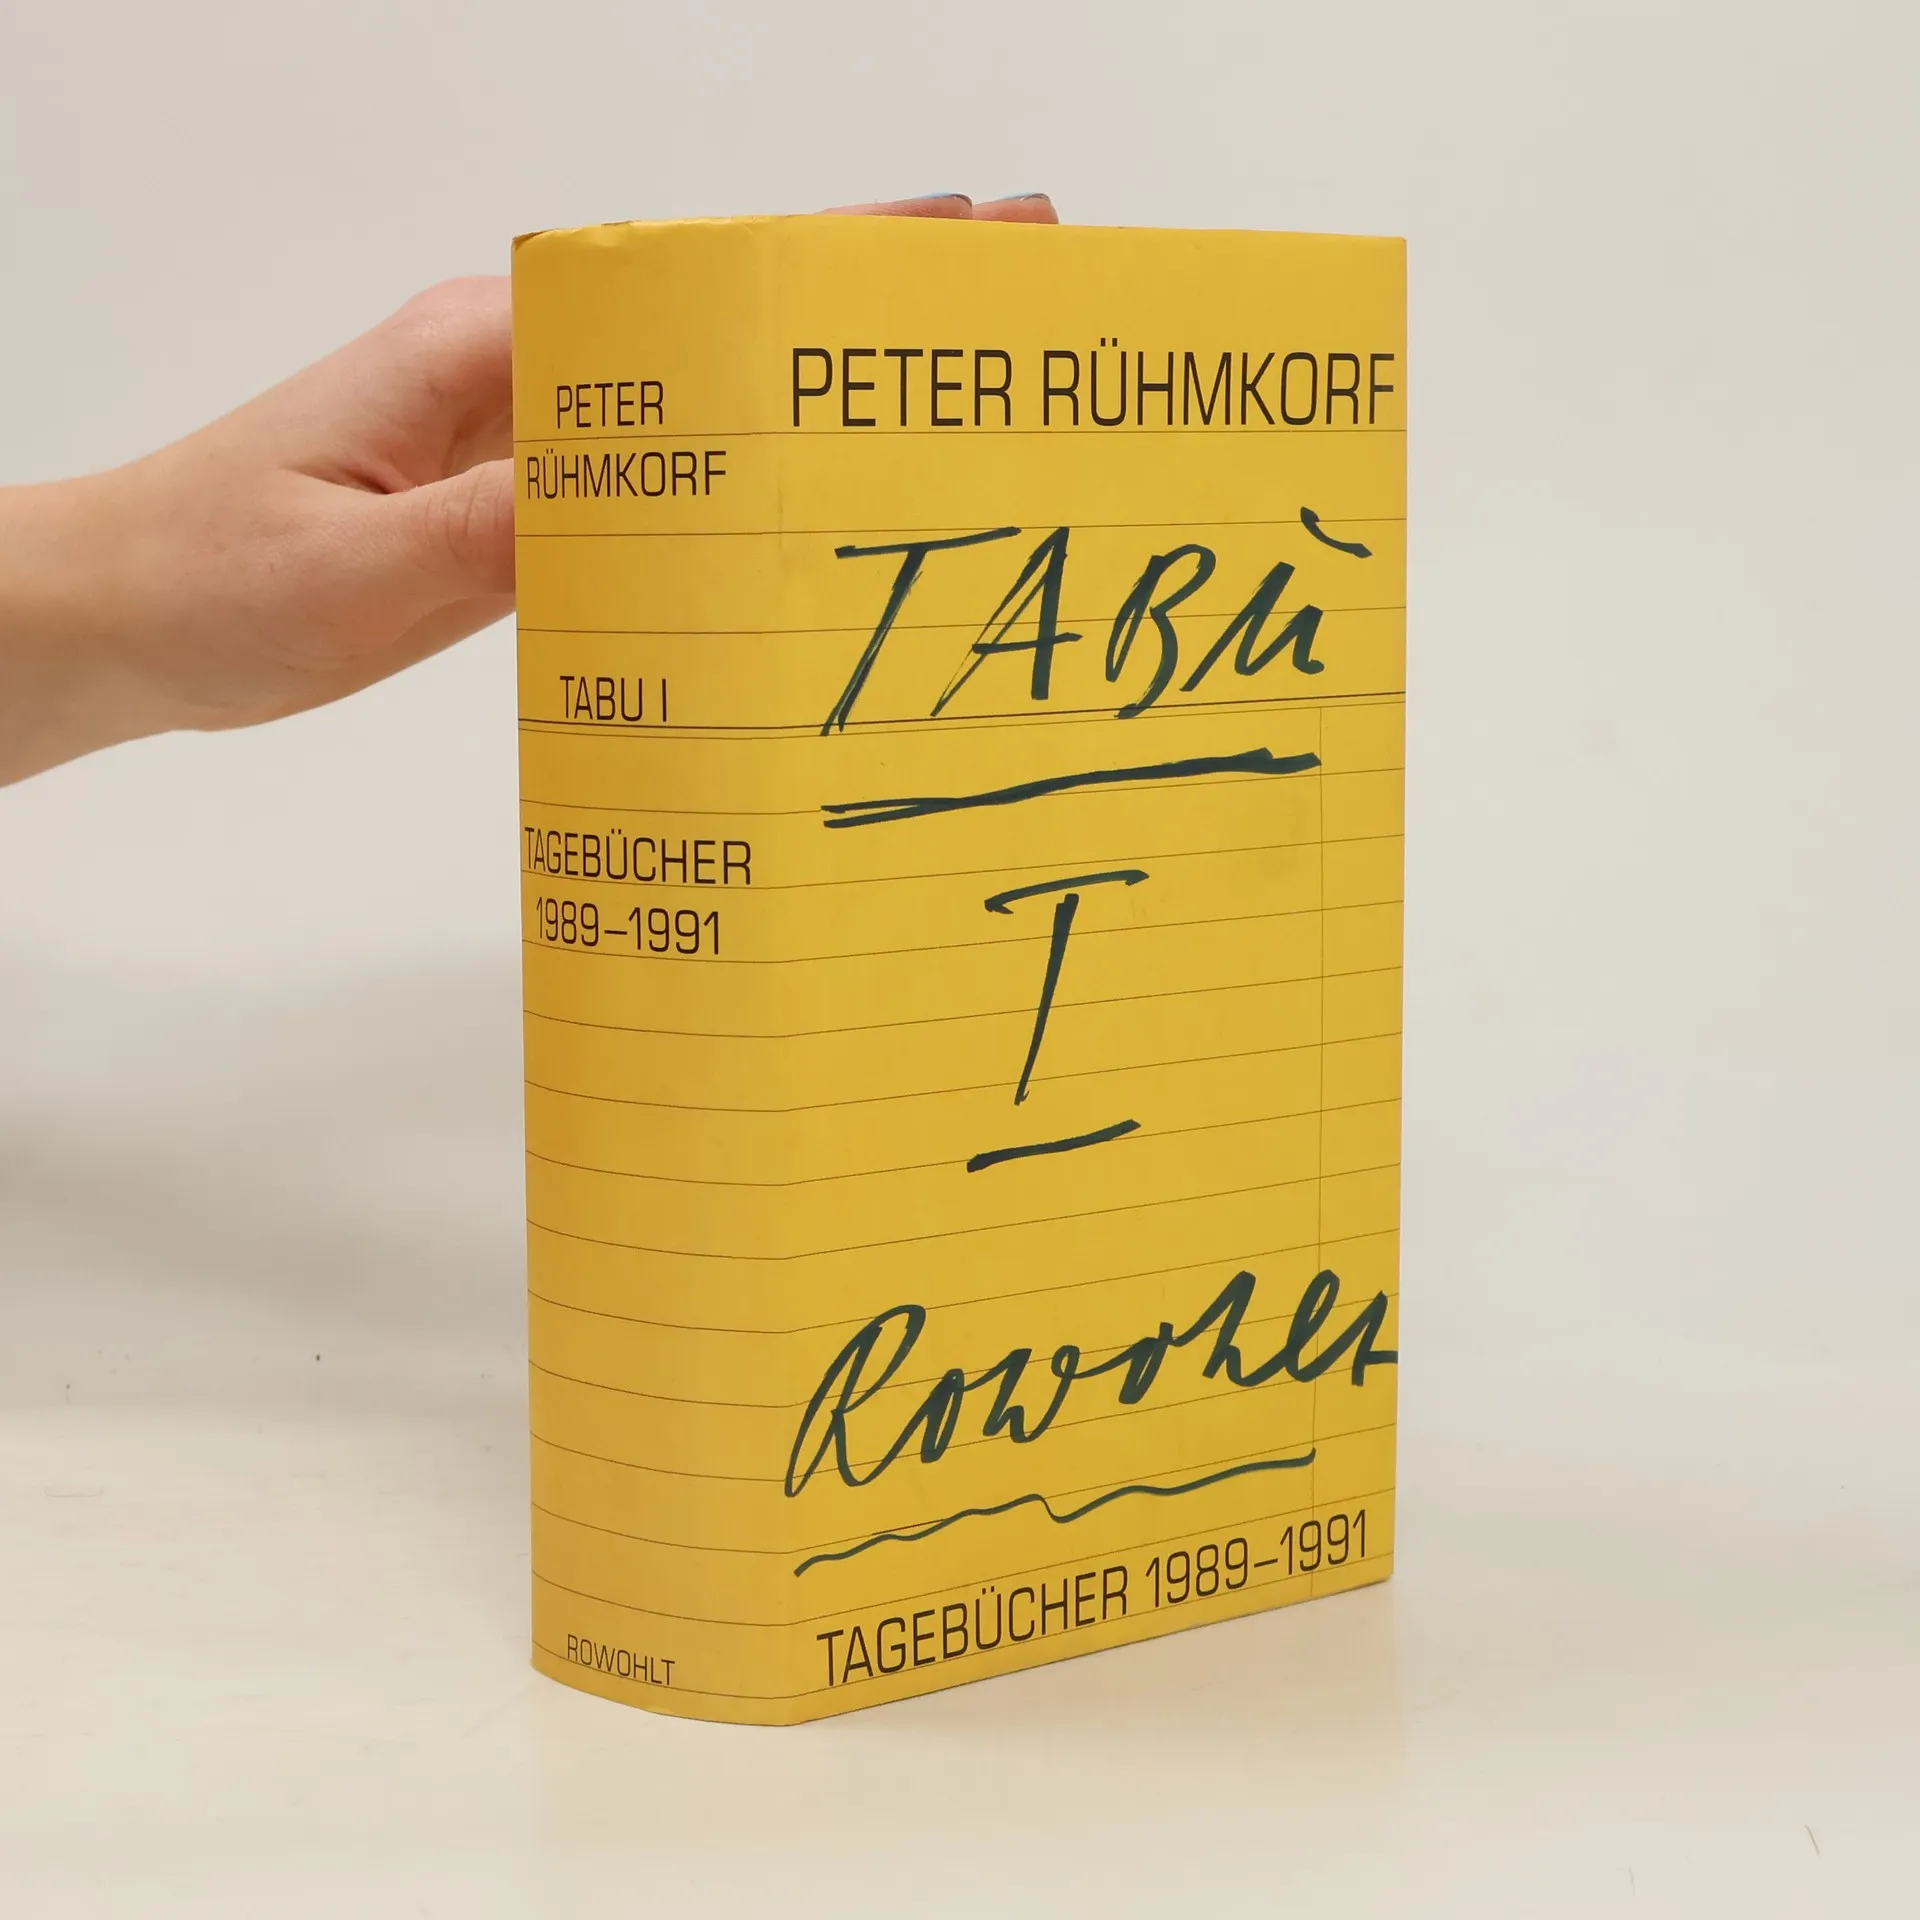 PETER
RÜHMKORF
TABU I
TAGEBÜCHER
1989–1991
ROWOHLT
PETER RÜHMKORF
TABU
I
Rowohlt
TAGEBÜCHER 1989–1991